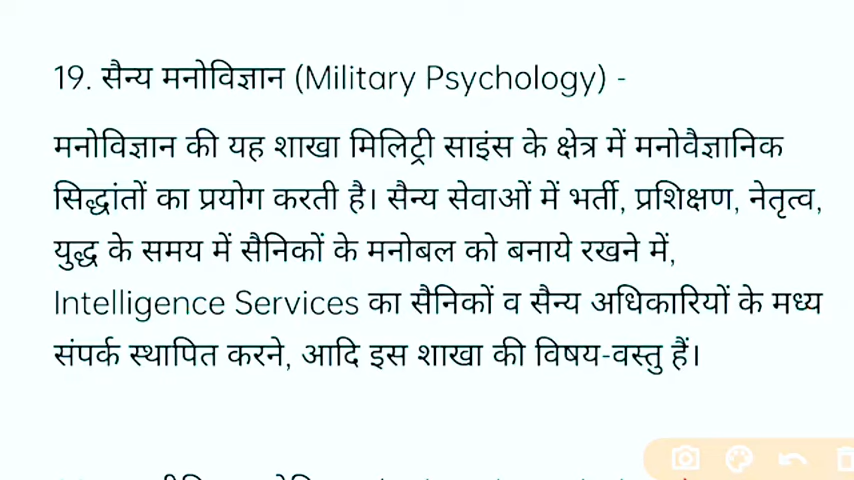 19. सैन्य मनोविज्ञान (Military Psychology) -
मनोविज्ञान की यह शाखा मिलिट्री साइंस के क्षेत्र में मनोवैज्ञानिक
सिद्धांतों का प्रयोग करती है। सैन्य सेवाओं में भर्ती, प्रशिक्षण, नेतृत्व,
युद्ध के समय में सैनिकों के मनोबल को बनाये रखने में,
Intelligence Services का सैनिकों व सैन्य अधिकारियों के मध्य
संपर्क स्थापित करने, आदि इस शाखा की विषय-वस्तु हैं।